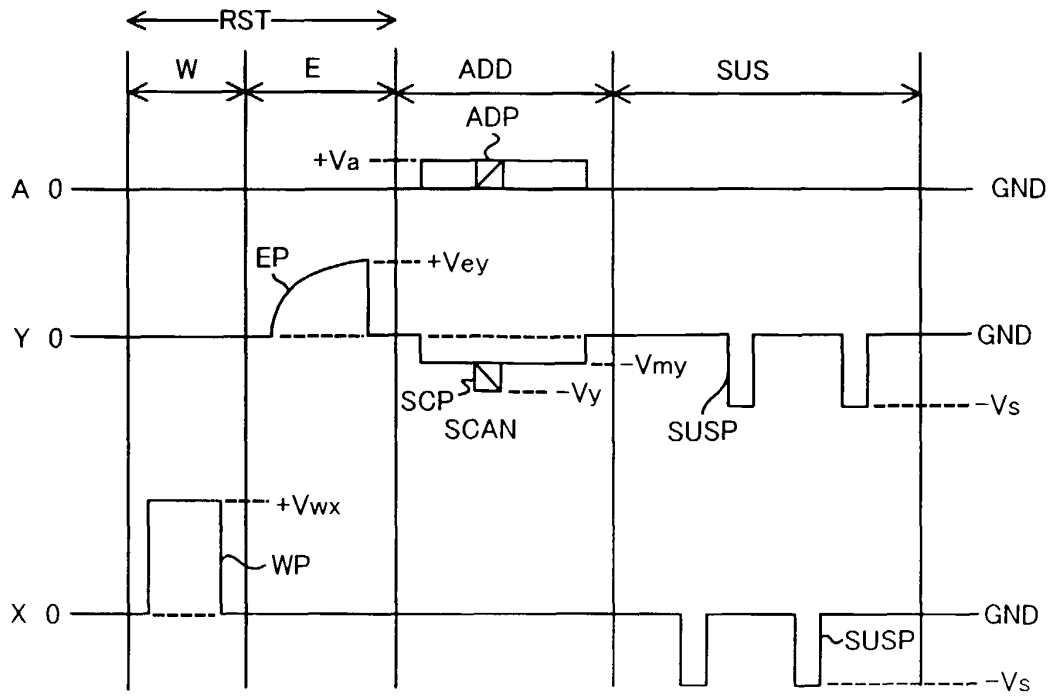 RST
W E ADD SUS
ADP
+Va
A 0 GND
EP
+Vey
Y 0 GND
-Vmy
SCP -Vy
SCAN
SUSP
-Vs
+Vwx
WP
X 0 GND
SUSP
-Vs